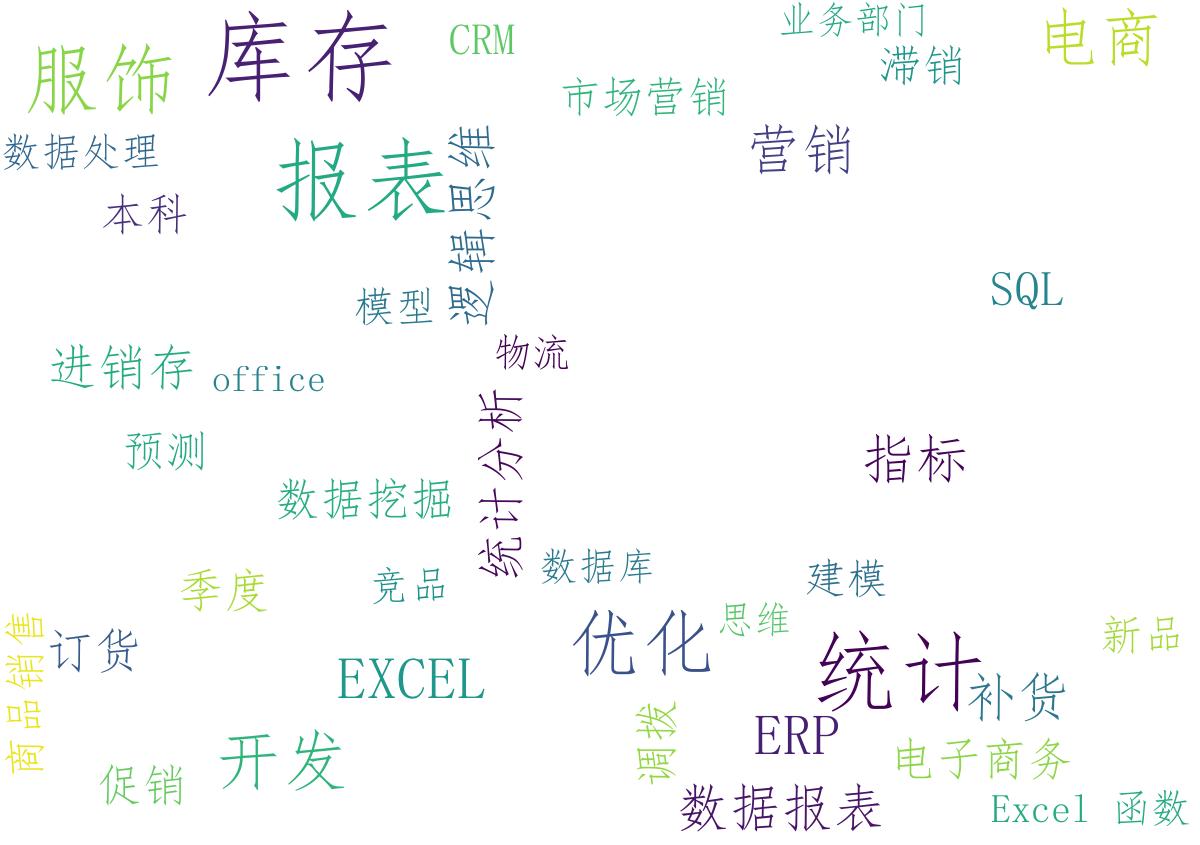 业务部门
库存
CRM
电商
服饰
滞销
市场营销
数据处理
报表
逻辑思维
营销
本科
模型
SQL
进销存
office
物流
统计分析
预测
指标
数据挖掘
季度
竞品
数据库
建模
商品销售
订货
EXCEL
优化
思维
统计
新品
补货
开发
调拨
ERP
电子商务
促销
数据报表
Excel 函数